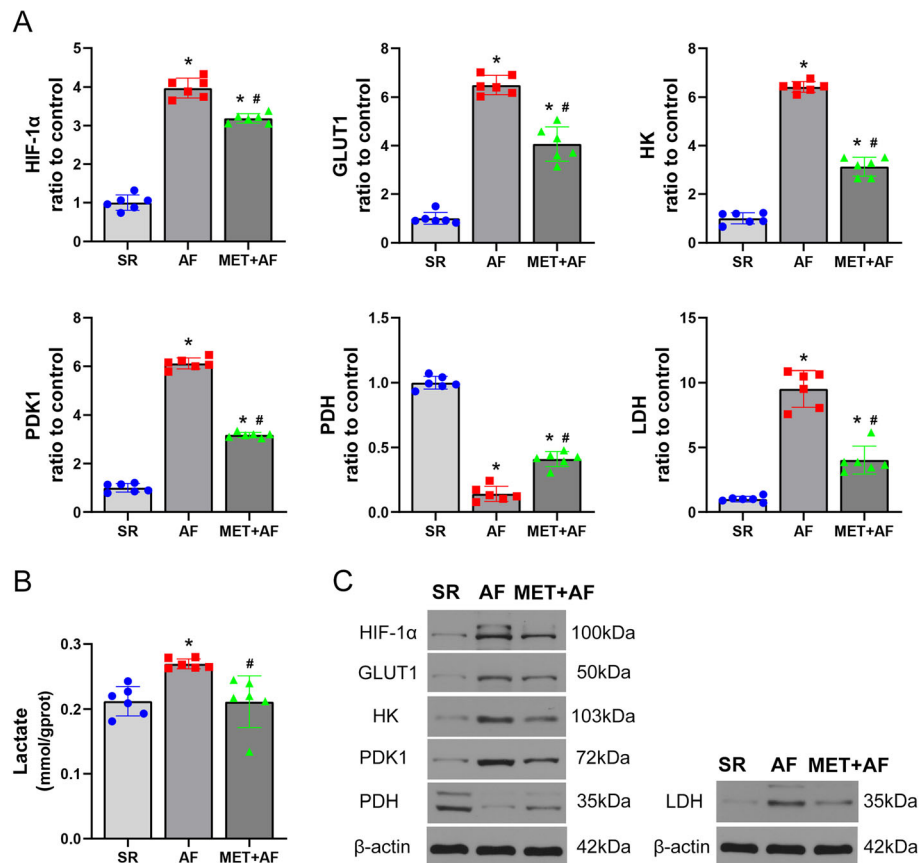 A
HIF-1α
ratio to control
5
4
3
2
1
0
*
* #
SR AF MET+AF
GLUT1
ratio to control
8
6
4
2
0
*
* #
SR AF MET+AF
HK
ratio to control
8
6
4
2
0
*
* #
SR AF MET+AF
PDK1
ratio to control
8
6
4
2
0
*
* #
SR AF MET+AF
PDH
ratio to control
1.5
1.0
0.5
0.0
*
* #
SR AF MET+AF
LDH
ratio to control
15
10
5
0
*
* #
SR AF MET+AF
B
Lactate
(mmol/gprot)
0.3
0.2
0.1
0.0
*
#
SR AF MET+AF
C
SR AF MET+AF
HIF-1α 100kDa
GLUT1 50kDa
HK 103kDa
PDK1 72kDa
PDH 35kDa
β-actin 42kDa
SR AF MET+AF
LDH 35kDa
β-actin 42kDa